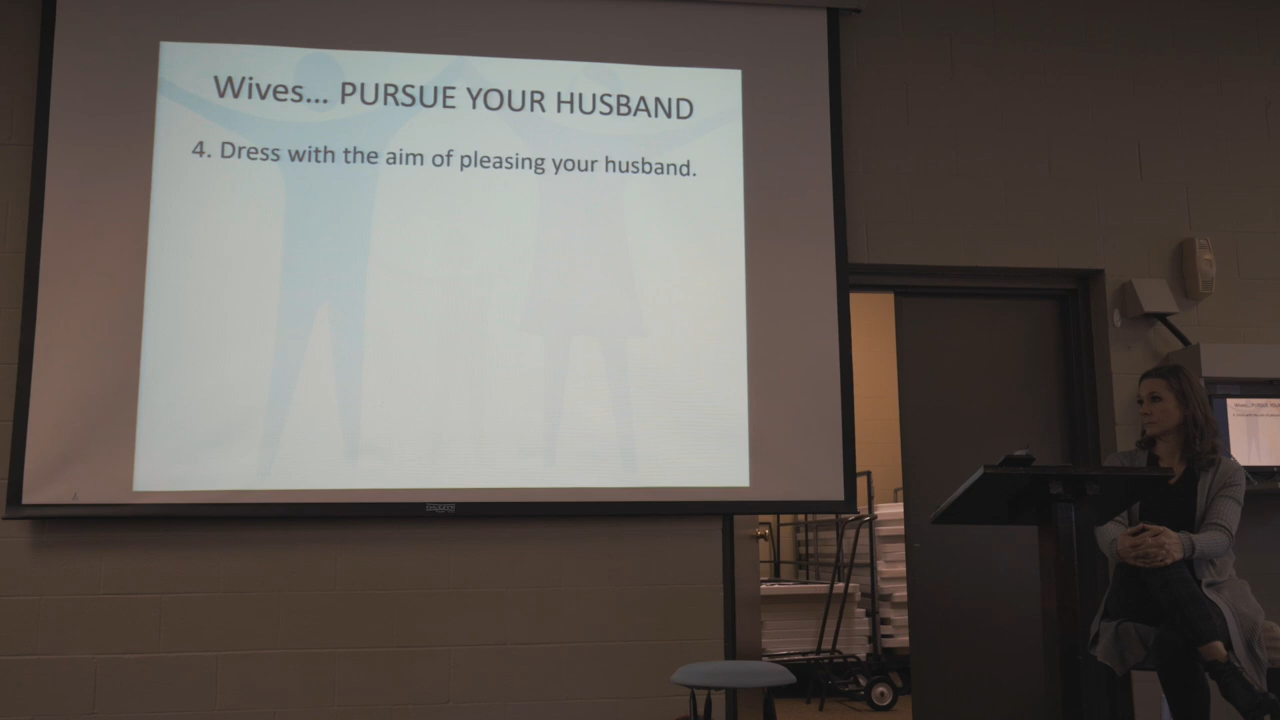 Wives... PURSUE YOUR HUSBAND
4. Dress with the aim of pleasing your husband.